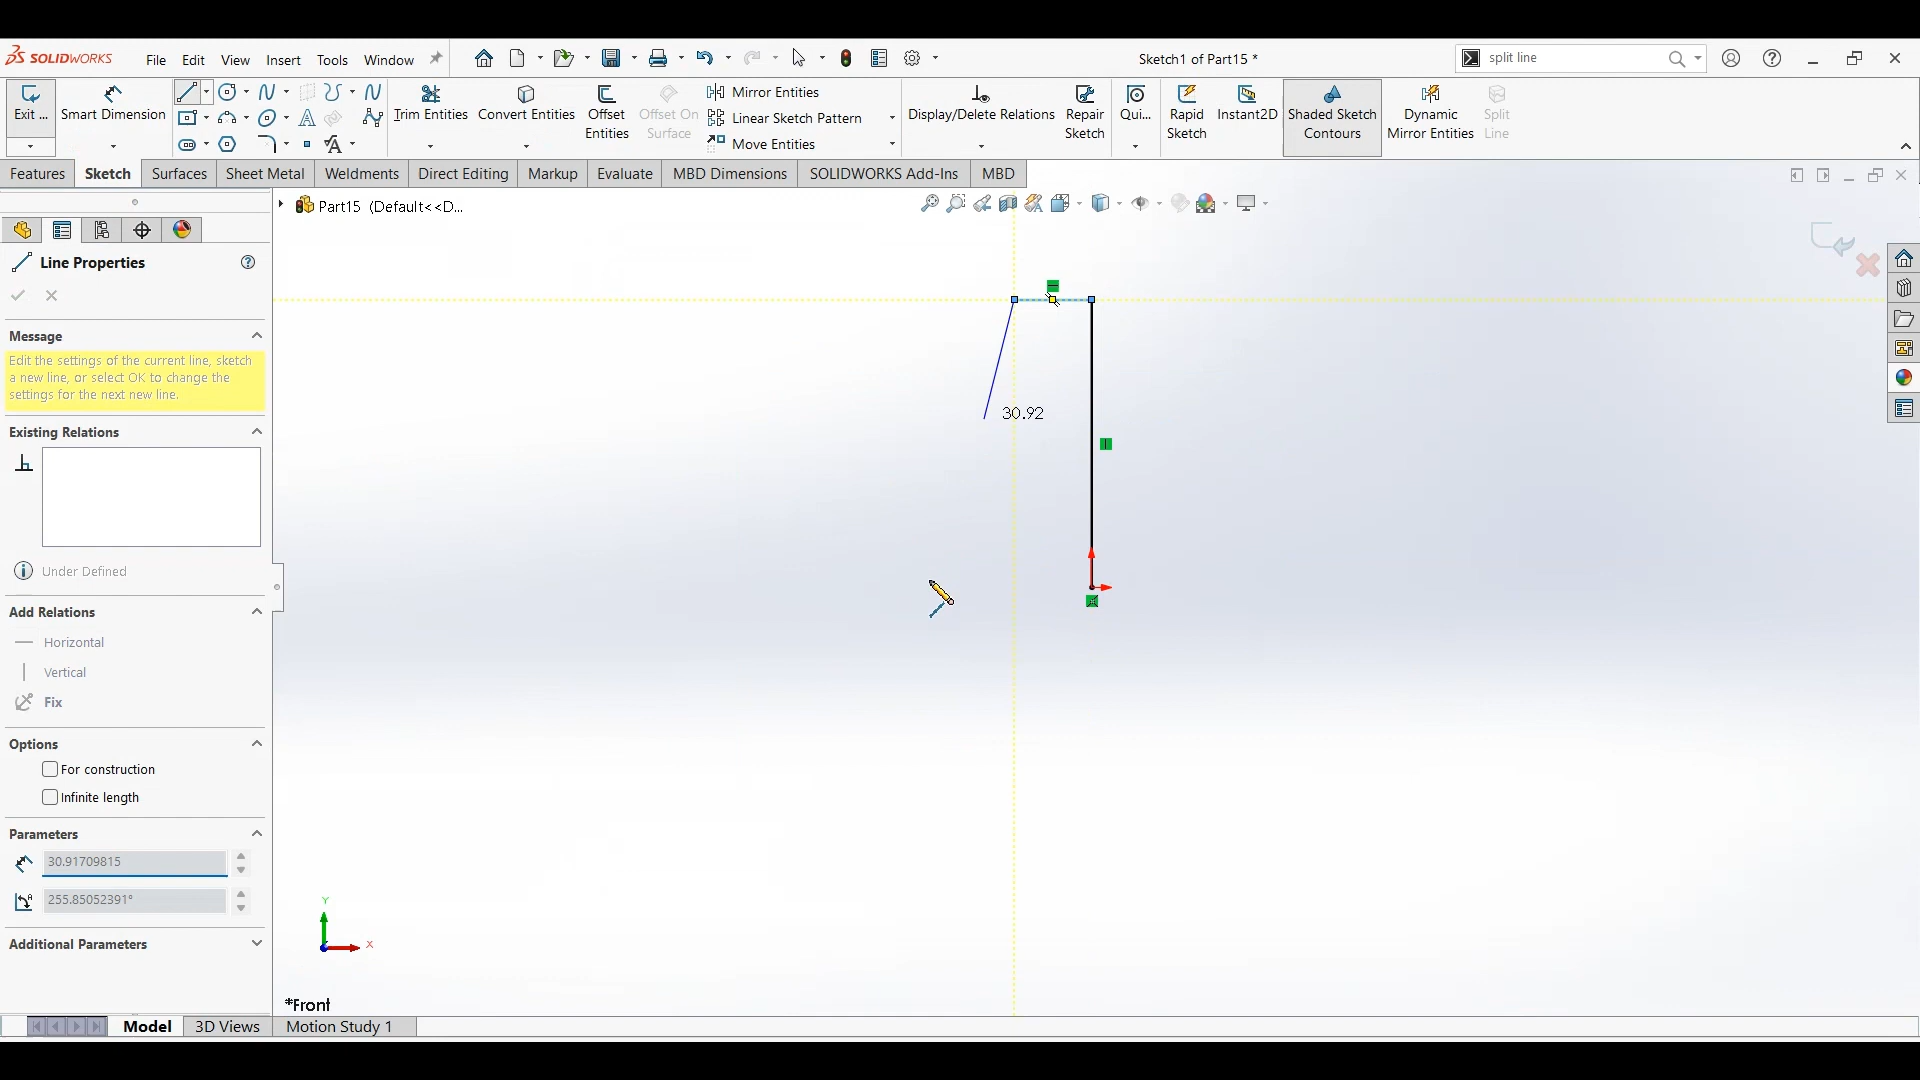 SOLIDWORKS
File Edit View Insert Tools Window
Sketch1 of Part15 *
split line
Exit ...
Smart Dimension
Trim Entities
Convert Entities
Offset
Entities
Offset On
Surface
Mirror Entities
Linear Sketch Pattern
Move Entities
Display/Delete Relations
Repair
Sketch
Qui...
Rapid
Sketch
Instant2D
Shaded Sketch
Contours
Dynamic
Mirror Entities
Split
Line
Features Sketch Surfaces Sheet Metal Weldments Direct Editing Markup Evaluate MBD Dimensions SOLIDWORKS Add-Ins MBD
Part15 (Default<<D...
Line Properties
Message
Edit the settings of the current line, sketch
a new line, or select OK to change the
settings for the next new line.
Existing Relations
Under Defined
Add Relations
Horizontal
Vertical
Fix
Options
For construction
Infinite length
Parameters
30.91709815
255.85052391°
Additional Parameters
30.92
Y
X
*Front
Model 3D Views Motion Study 1